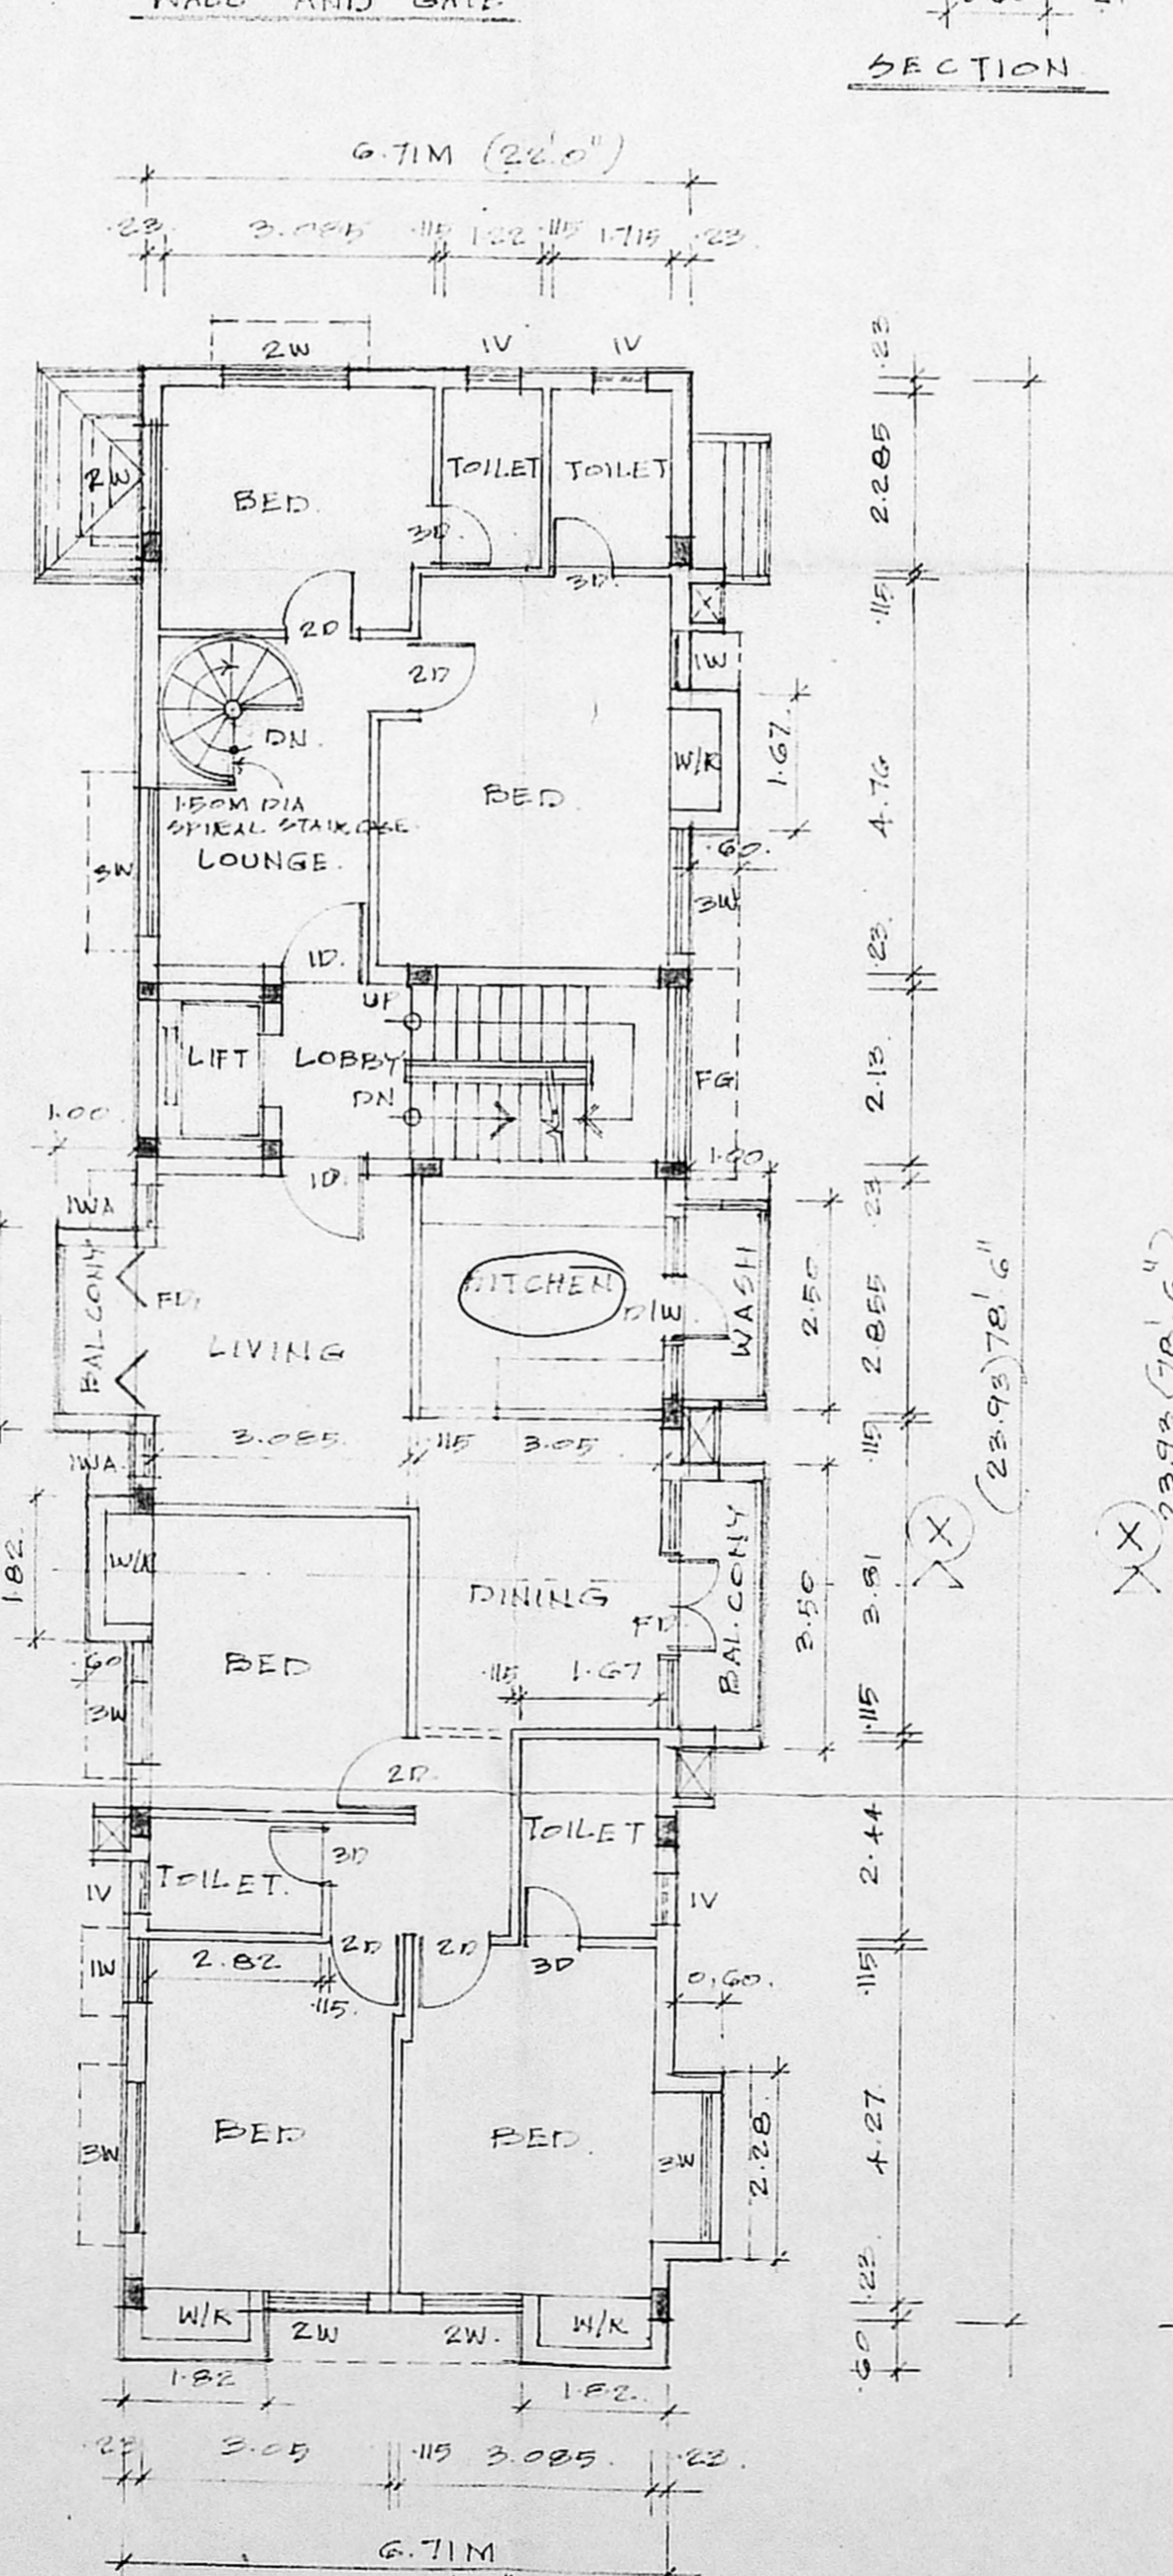 WALL AND GATE
SECTION
6.71M (22'0")
.23 3.085 .115 1.22 .115 1.715 .23
2W 1V 1V
.23
2W
BED
TOILET TOILET
2.285
3D
3D
.115
2D
2D
1W
DN
1.50M DIA
SPIRAL STAIRCASE
LOUNGE
BED
W/R
1.67
4.76
.60
3W
3W
.23
1D
UP
LIFT LOBBY
DN
FG
2.13
1.00
1.00
1D
1WA
.23
BALCONY
FD
KITCHEN
D/W
WASH
2.50
2.855
LIVING
(23.93) 78'6"
3.085 .115 3.05
.115
1WA
W/R
1.82
X
X
DINING
FD
BALCONY
3.50
3.81
BED
.60
.115 1.67
3W
.115
2D
TOILET
3D
TOILET
1V
1V
2.44
1W
2.82
.115
2D 2D
3D
0.60
.115
3W
BED BED
3W
2.28
4.27
W/R
2W 2W
W/R
.23
.60
1.82 1.82
.23 3.05 .115 3.085 .23
6.71M